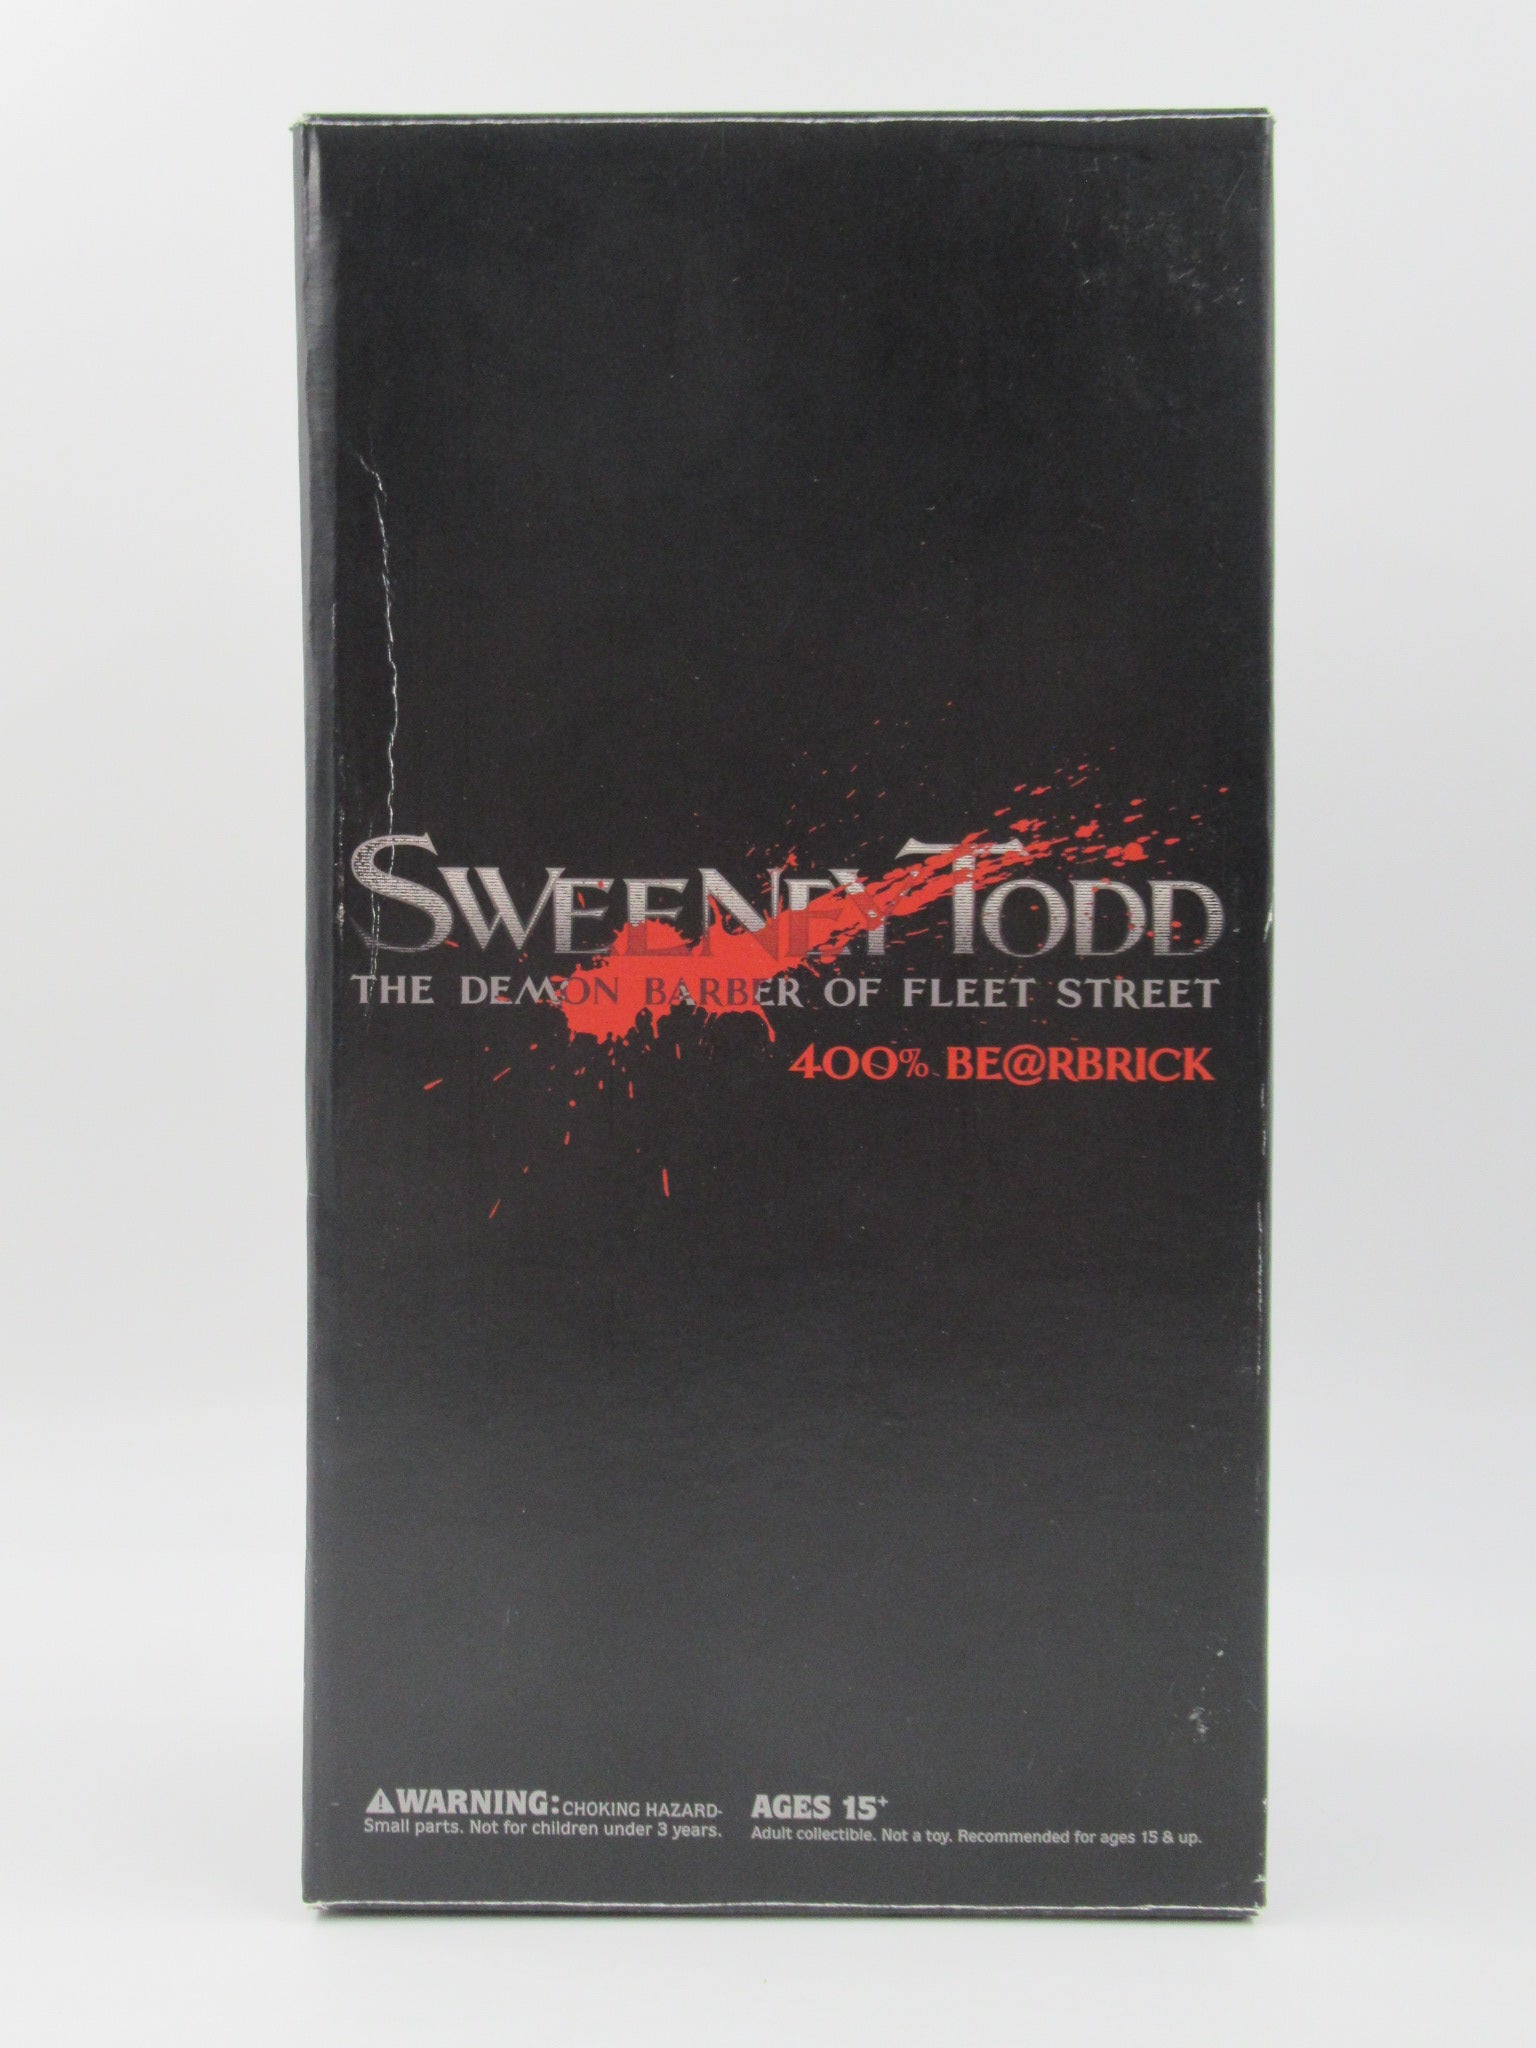 SWEENEY TODD
THE DEMON BARBER OF FLEET STREET
400% BE@RBRICK
⚠WARNING: CHOKING HAZARD-
Small parts. Not for children under 3 years.
AGES 15+
Adult collectible. Not a toy. Recommended for ages 15 & up.